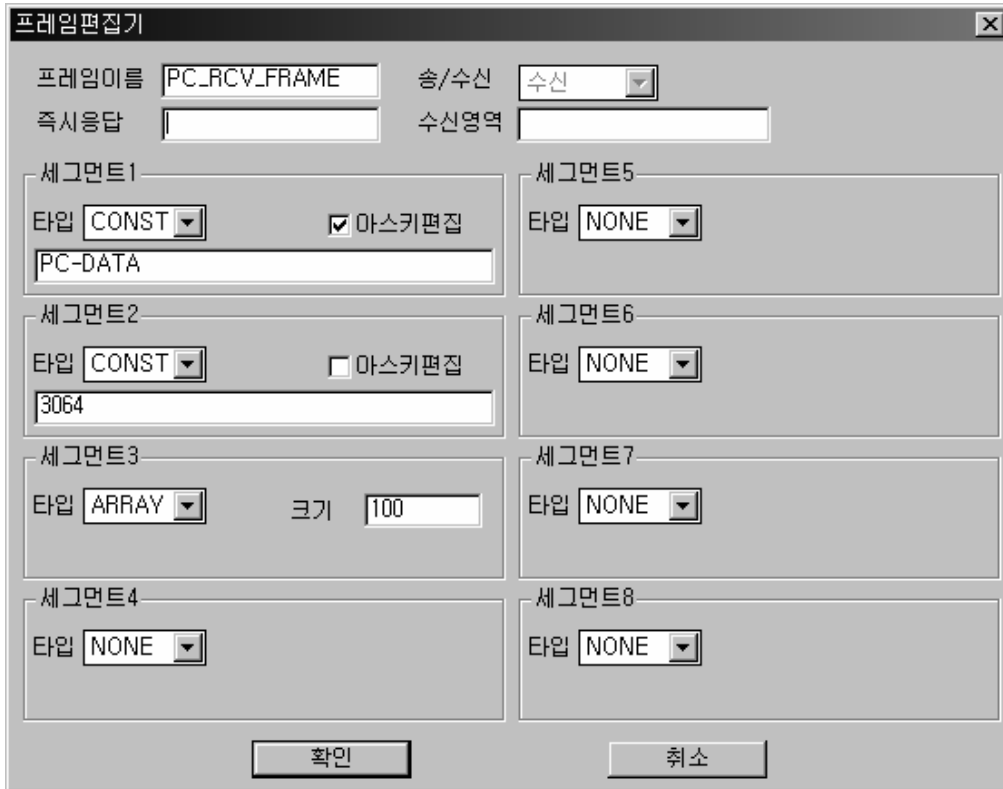 프레임편집기
프레임이름 PC_RCV_FRAME 송/수신 수신
즉시응답 수신영역
세그먼트1
타입 CONST 아스키편집
PC-DATA
세그먼트2
타입 CONST 아스키편집
3064
세그먼트3
타입 ARRAY 크기 100
세그먼트4
타입 NONE
세그먼트5
타입 NONE
세그먼트6
타입 NONE
세그먼트7
타입 NONE
세그먼트8
타입 NONE
확인 취소